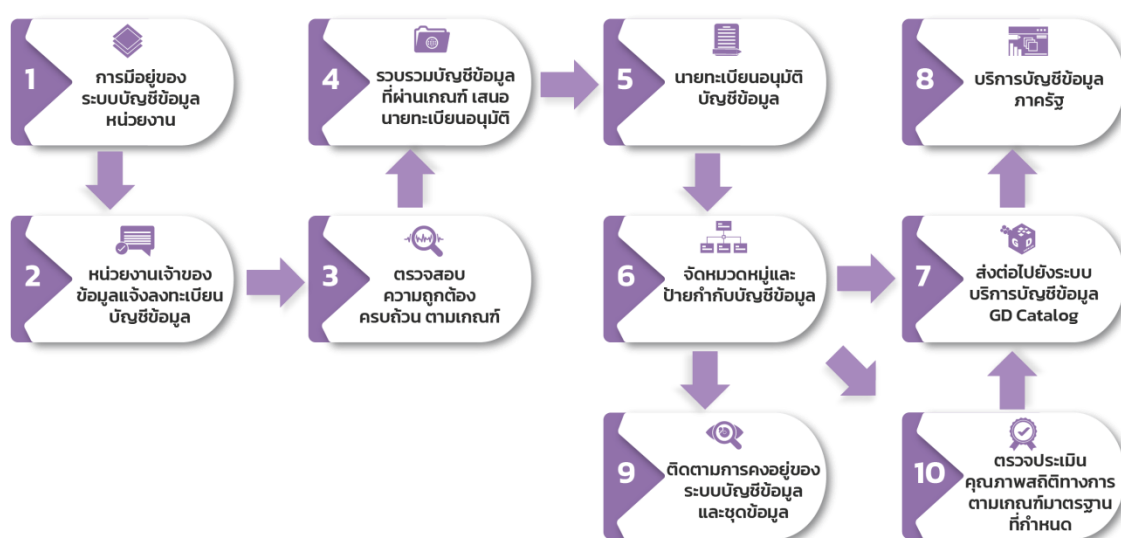 1
การมีอยู่ของ
ระบบบัญชีข้อมูล
หน่วยงาน
2
หน่วยงานเจ้าของ
ข้อมูลแจ้งลงทะเบียน
บัญชีข้อมูล
3
ตรวจสอบ
ความถูกต้อง
ครบถ้วน ตามเกณฑ์
4
รวบรวมบัญชีข้อมูล
ที่ผ่านเกณฑ์ เสนอ
นายทะเบียนอนุมัติ
5
นายทะเบียนอนุมัติ
บัญชีข้อมูล
6
จัดหมวดหมู่และ
ป้ายกำกับบัญชีข้อมูล
7
ส่งต่อไปยังระบบ
บริการบัญชีข้อมูล
GD Catalog
8
บริการบัญชีข้อมูล
ภาครัฐ
9
ติดตามการคงอยู่ของ
ระบบบัญชีข้อมูล
และชุดข้อมูล
10
ตรวจประเมิน
คุณภาพสถิติทางการ
ตามเกณฑ์มาตรฐาน
ที่กำหนด